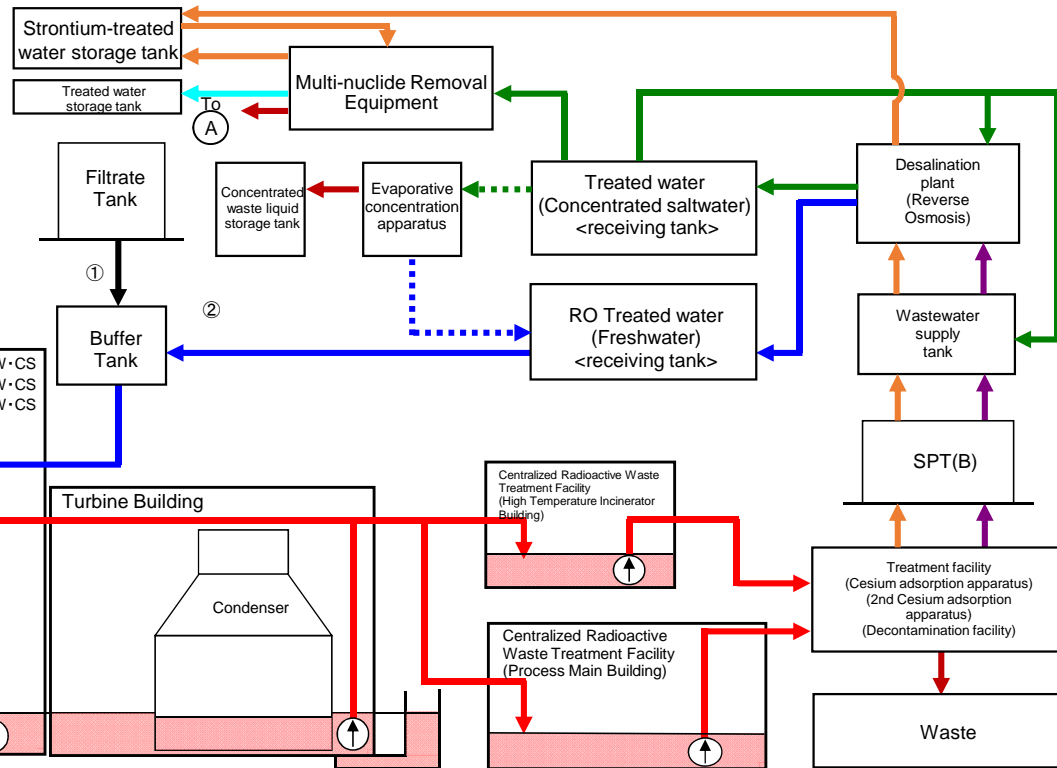 Strontium-treated
water storage tank
Multi-nuclide Removal
Equipment
Treated water
storage tank
To
A
Filtrate
Tank
Concentrated
waste liquid
storage tank
Evaporative
concentration
apparatus
Treated water
(Concentrated saltwater)
<receiving tank>
Desalination
plant
(Reverse
Osmosis)
①
②
Buffer
Tank
RO Treated water
(Freshwater)
<receiving tank>
Wastewater
supply
tank
W・CS
W・CS
W・CS
SPT(B)
Turbine Building
Condenser
Centralized Radioactive Waste
Treatment Facility
(High Temperature Incinerator
Building)
Treatment facility
(Cesium adsorption apparatus)
(2nd Cesium adsorption
apparatus)
(Decontamination facility)
Centralized Radioactive
Waste Treatment Facility
(Process Main Building)
Waste